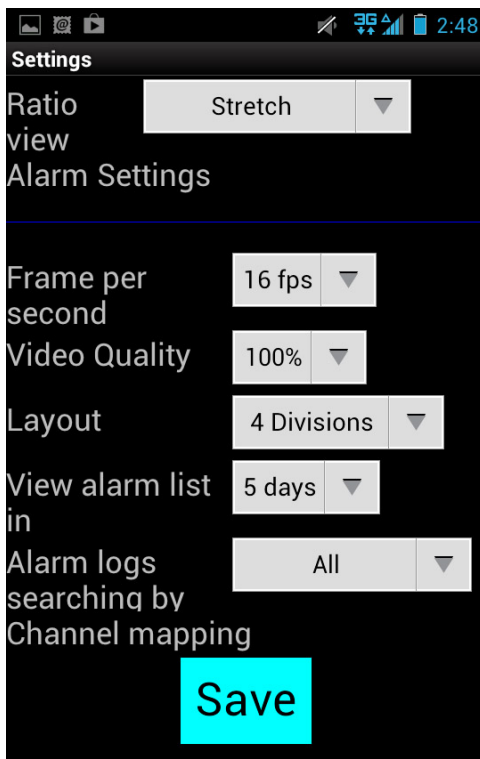 3G 2:48
Settings
Ratio view Stretch
Alarm Settings
Frame per second 16 fps
Video Quality 100%
Layout 4 Divisions
View alarm list in 5 days
Alarm logs searching by All
Channel mapping
Save